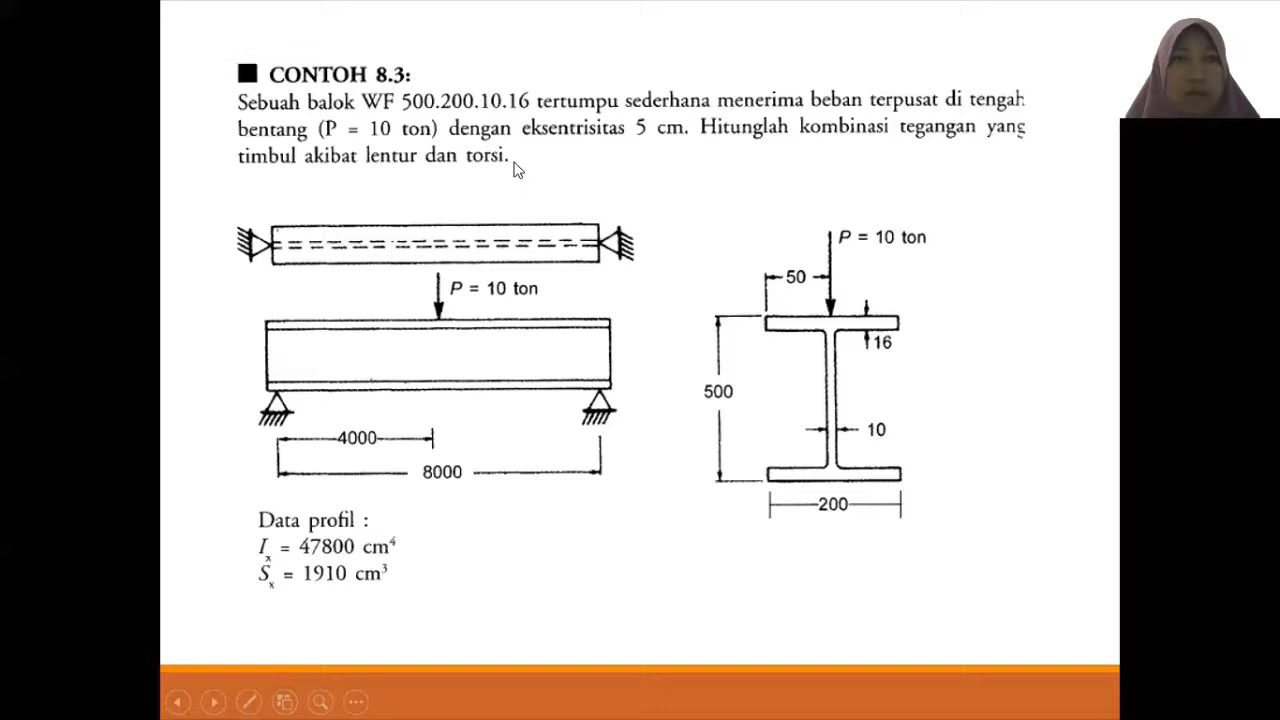 CONTOH 8.3:
Sebuah balok WF 500.200.10.16 tertumpu sederhana menerima beban terpusat di tengah
bentang (P = 10 ton) dengan eksentrisitas 5 cm. Hitunglah kombinasi tegangan yang
timbul akibat lentur dan torsi.
P = 10 ton
4000
8000
P = 10 ton
50
16
500
10
200
Data profil :
Iₓ = 47800 cm⁴
Sₓ = 1910 cm³